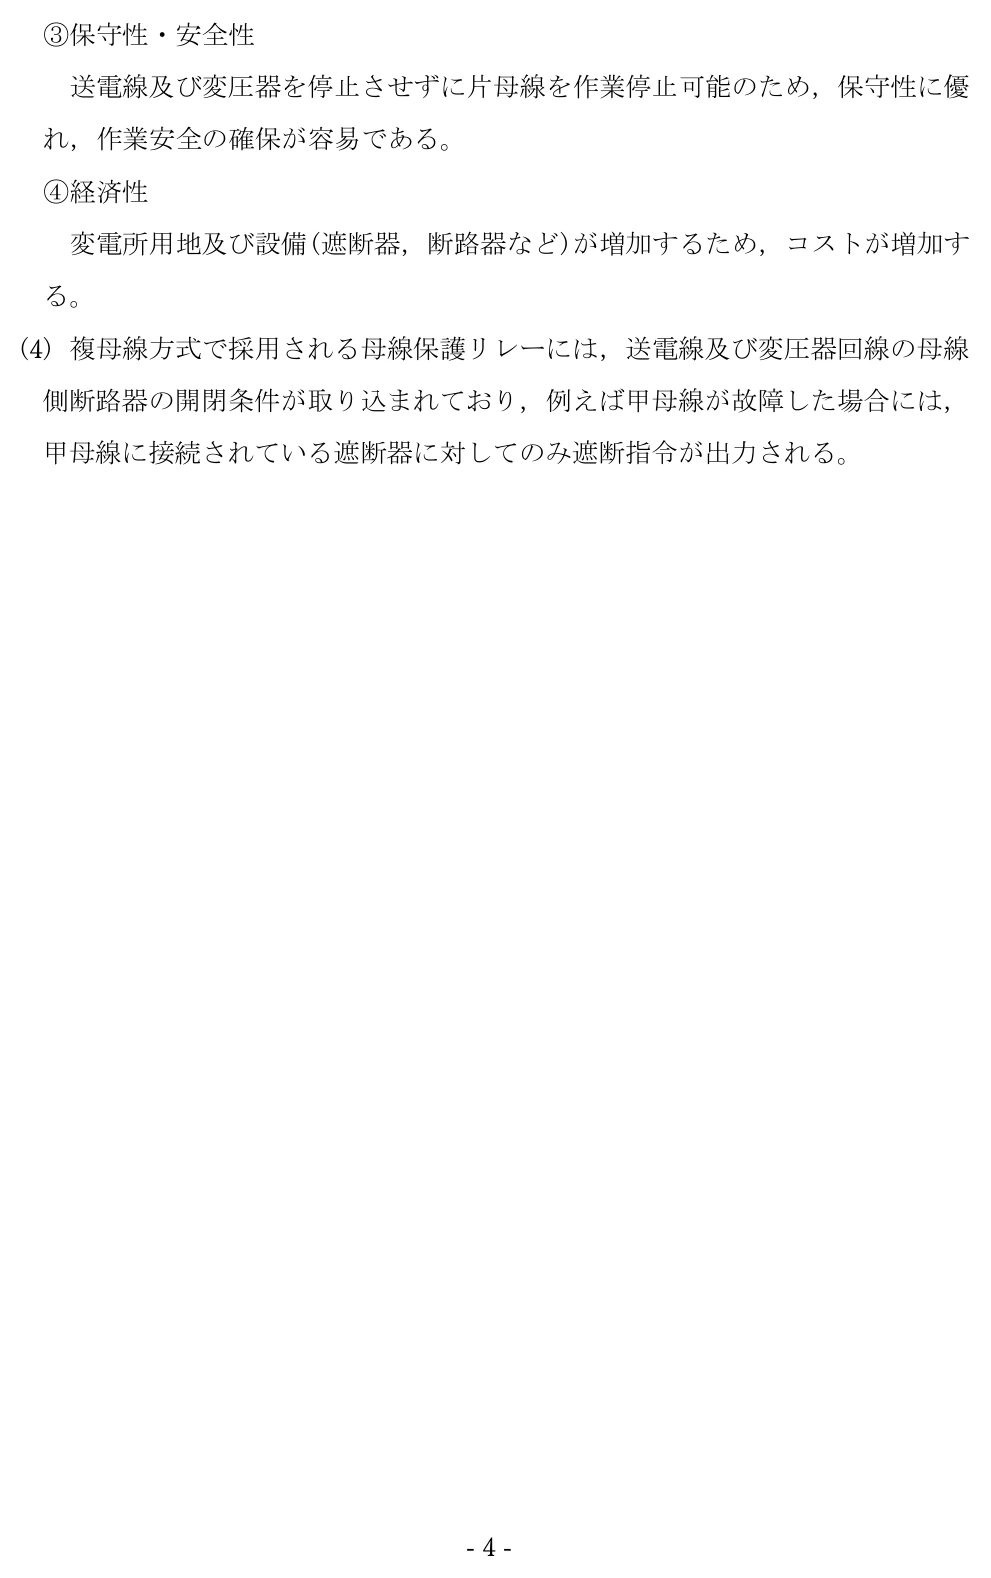 ③保守性・安全性
送電線及び変圧器を停止させずに片母線を作業停止可能のため，保守性に優
れ，作業安全の確保が容易である。
④経済性
変電所用地及び設備(遮断器，断路器など)が増加するため，コストが増加す
る。
(4) 複母線方式で採用される母線保護リレーには，送電線及び変圧器回線の母線
側断路器の開閉条件が取り込まれており，例えば甲母線が故障した場合には，
甲母線に接続されている遮断器に対してのみ遮断指令が出力される。
- 4 -